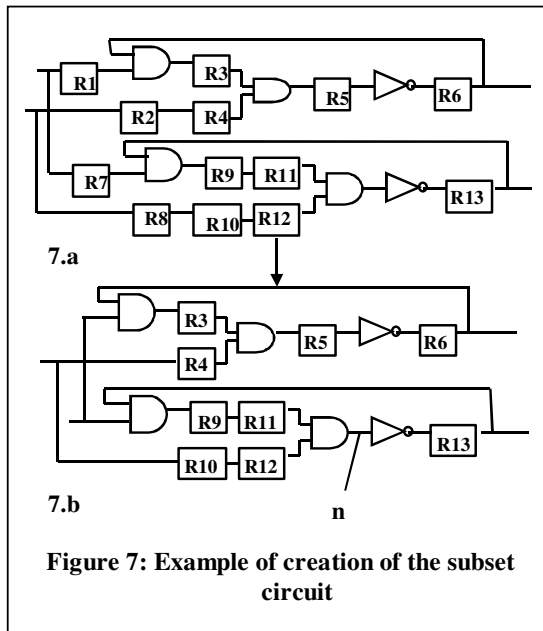 R1
R3
R2
R4
R5
R6
R7
R9
R11
R8
R10
R12
R13
7.a
R3
R4
R5
R6
R9
R11
R10
R12
R13
7.b
n
Figure 7: Example of creation of the subset
circuit